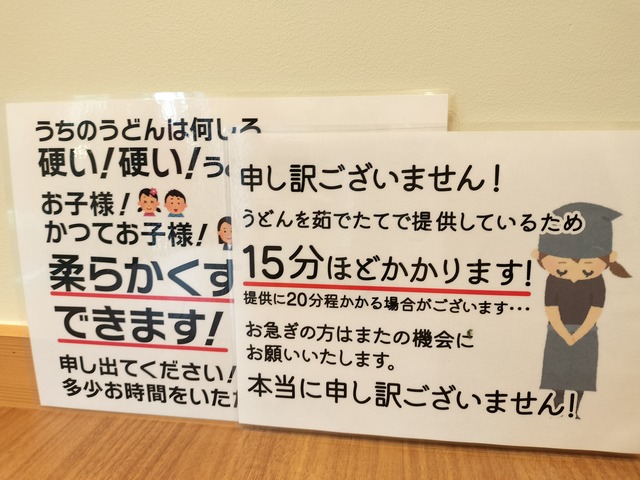 うちのうどんは何しろ
硬い!硬い!う
お子様!
かつてお子様!
柔らかくす
できます!
申し出てください!
多少お時間をいた
申し訳ございません!
うどんを茹でたてで提供しているため
15分ほどかかります!
提供に20分程かかる場合がございます…
お急ぎの方はまたの機会に
お願いいたします。
本当に申し訳ございません!